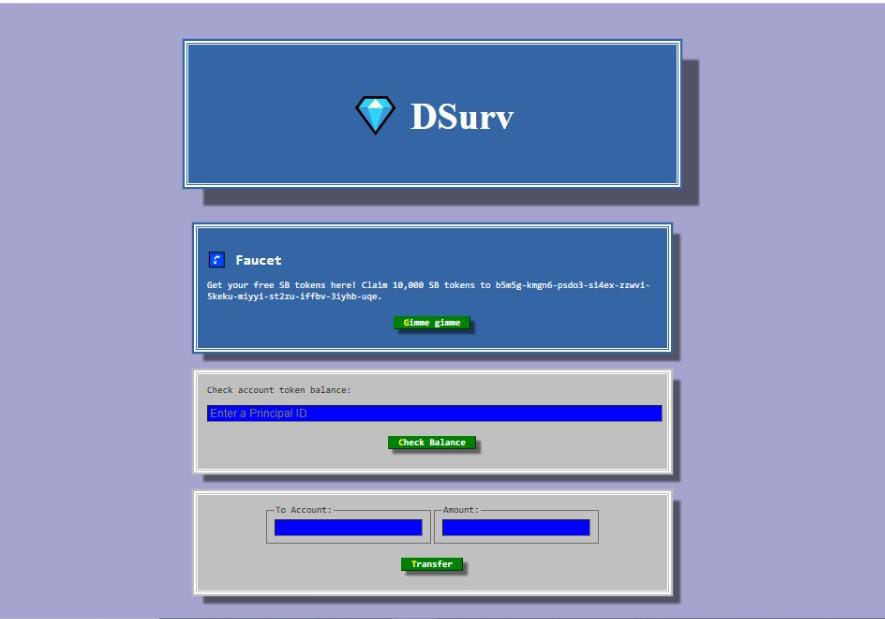 DSurv
Faucet
Get your free SB tokens here! Claim 10,000 SB tokens to b5m5g-kmgn6-psdo3-si4ex-zzwvi-
5keku-miyyi-st2zu-iffbv-3iyhb-uqe.
Gimme gimme
Check account token balance:
Enter a Principal ID
Check Balance
To Account: Amount:
Transfer